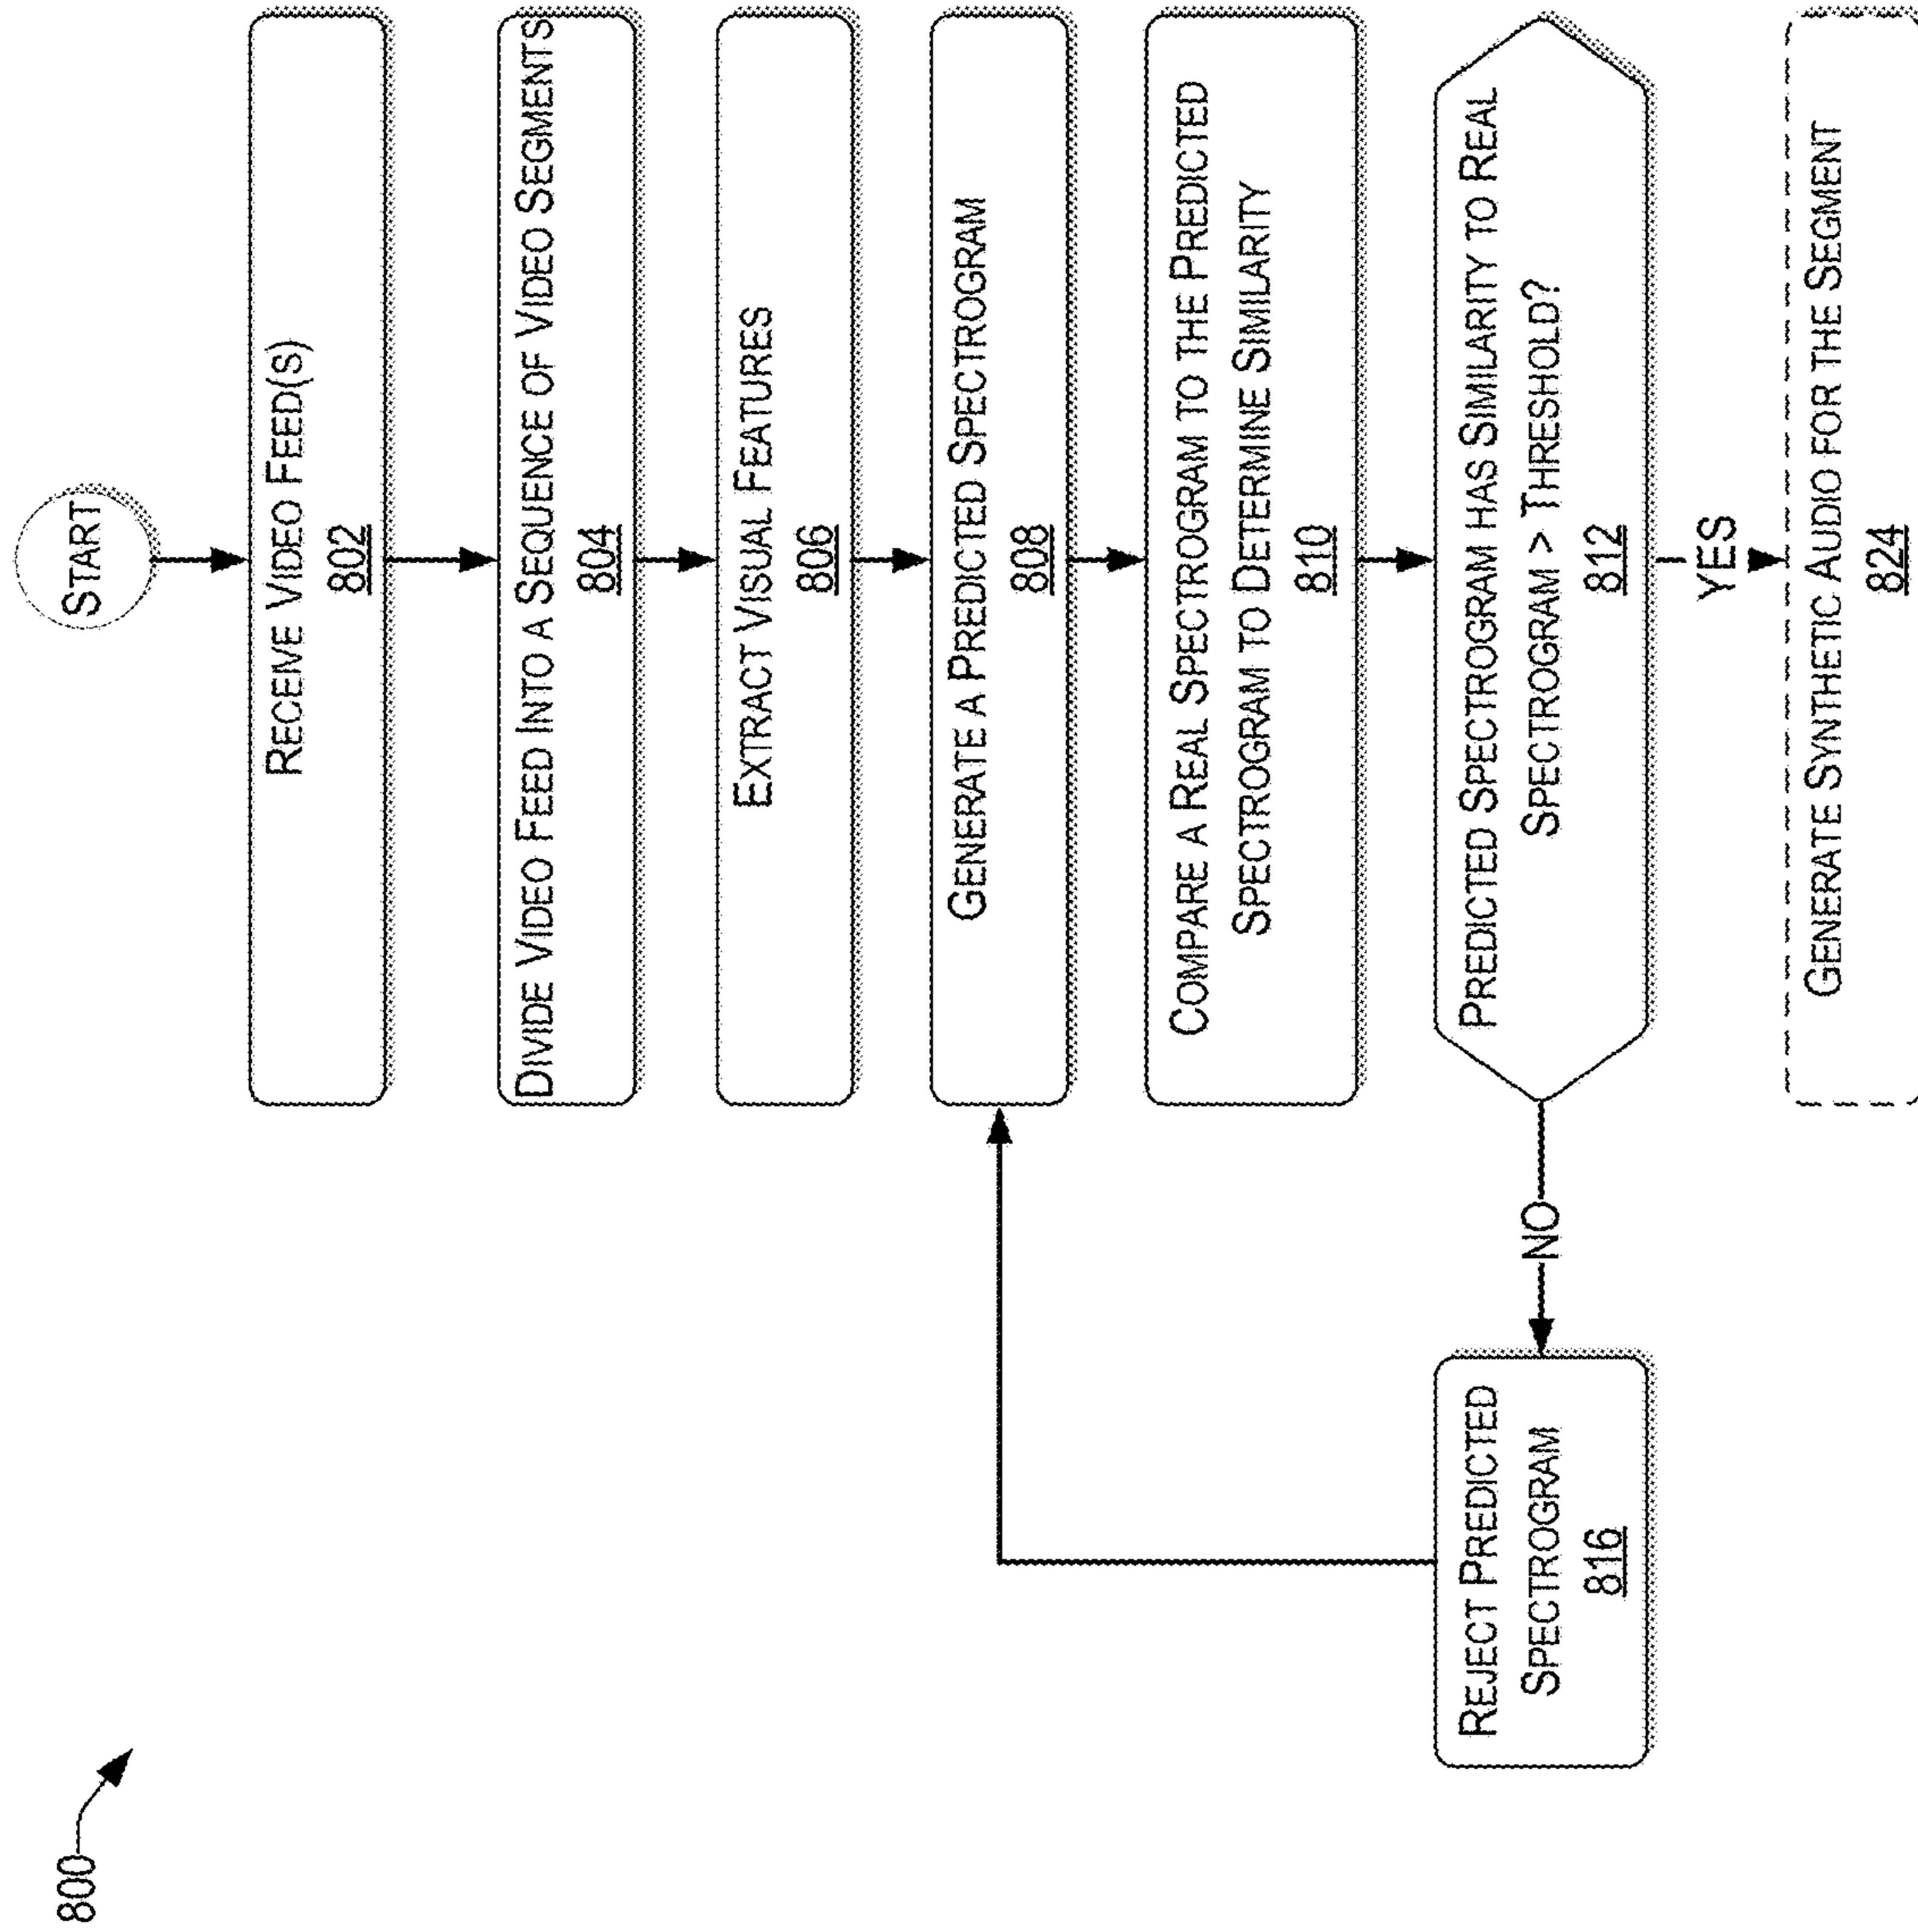 800
START
RECEIVE VIDEO FEED(S)
802
DIVIDE VIDEO FEED INTO A SEQUENCE OF VIDEO SEGMENTS
804
EXTRACT VISUAL FEATURES
806
GENERATE A PREDICTED SPECTROGRAM
808
COMPARE A REAL SPECTROGRAM TO THE PREDICTED
SPECTROGRAM TO DETERMINE SIMILARITY
810
PREDICTED SPECTROGRAM HAS SIMILARITY TO REAL
SPECTROGRAM > THRESHOLD?
812
NO
REJECT PREDICTED
SPECTROGRAM
816
YES
GENERATE SYNTHETIC AUDIO FOR THE SEGMENT
824